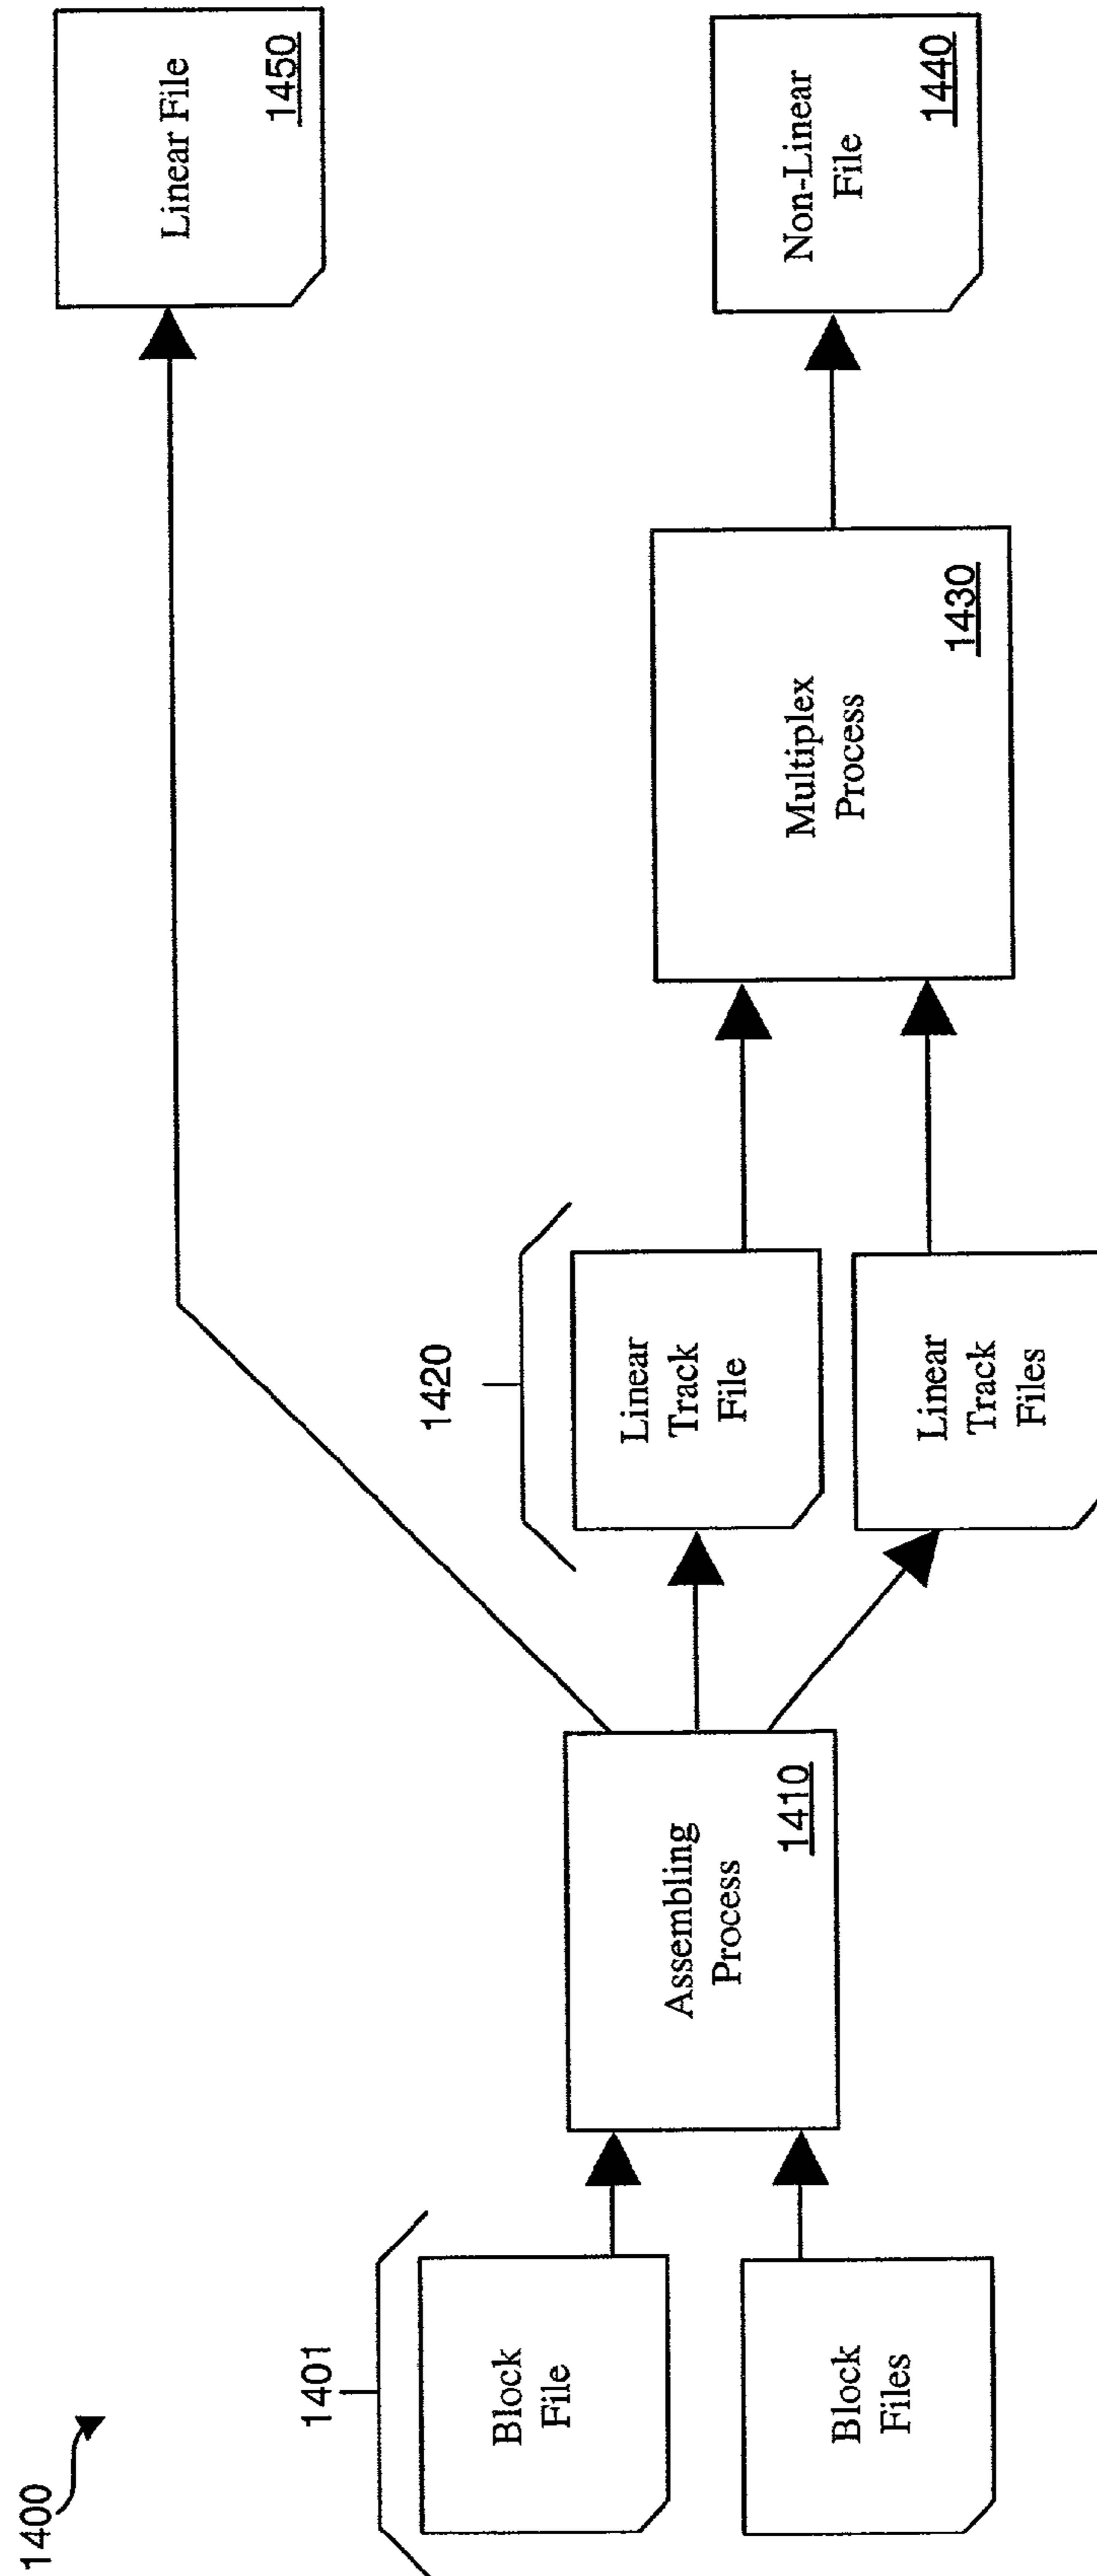 1400
1401
Block
File
Block
Files
Assembling
Process
1410
1420
Linear
Track
File
Linear
Track
Files
Multiplex
Process
1430
Linear File
1450
Non-Linear
File
1440